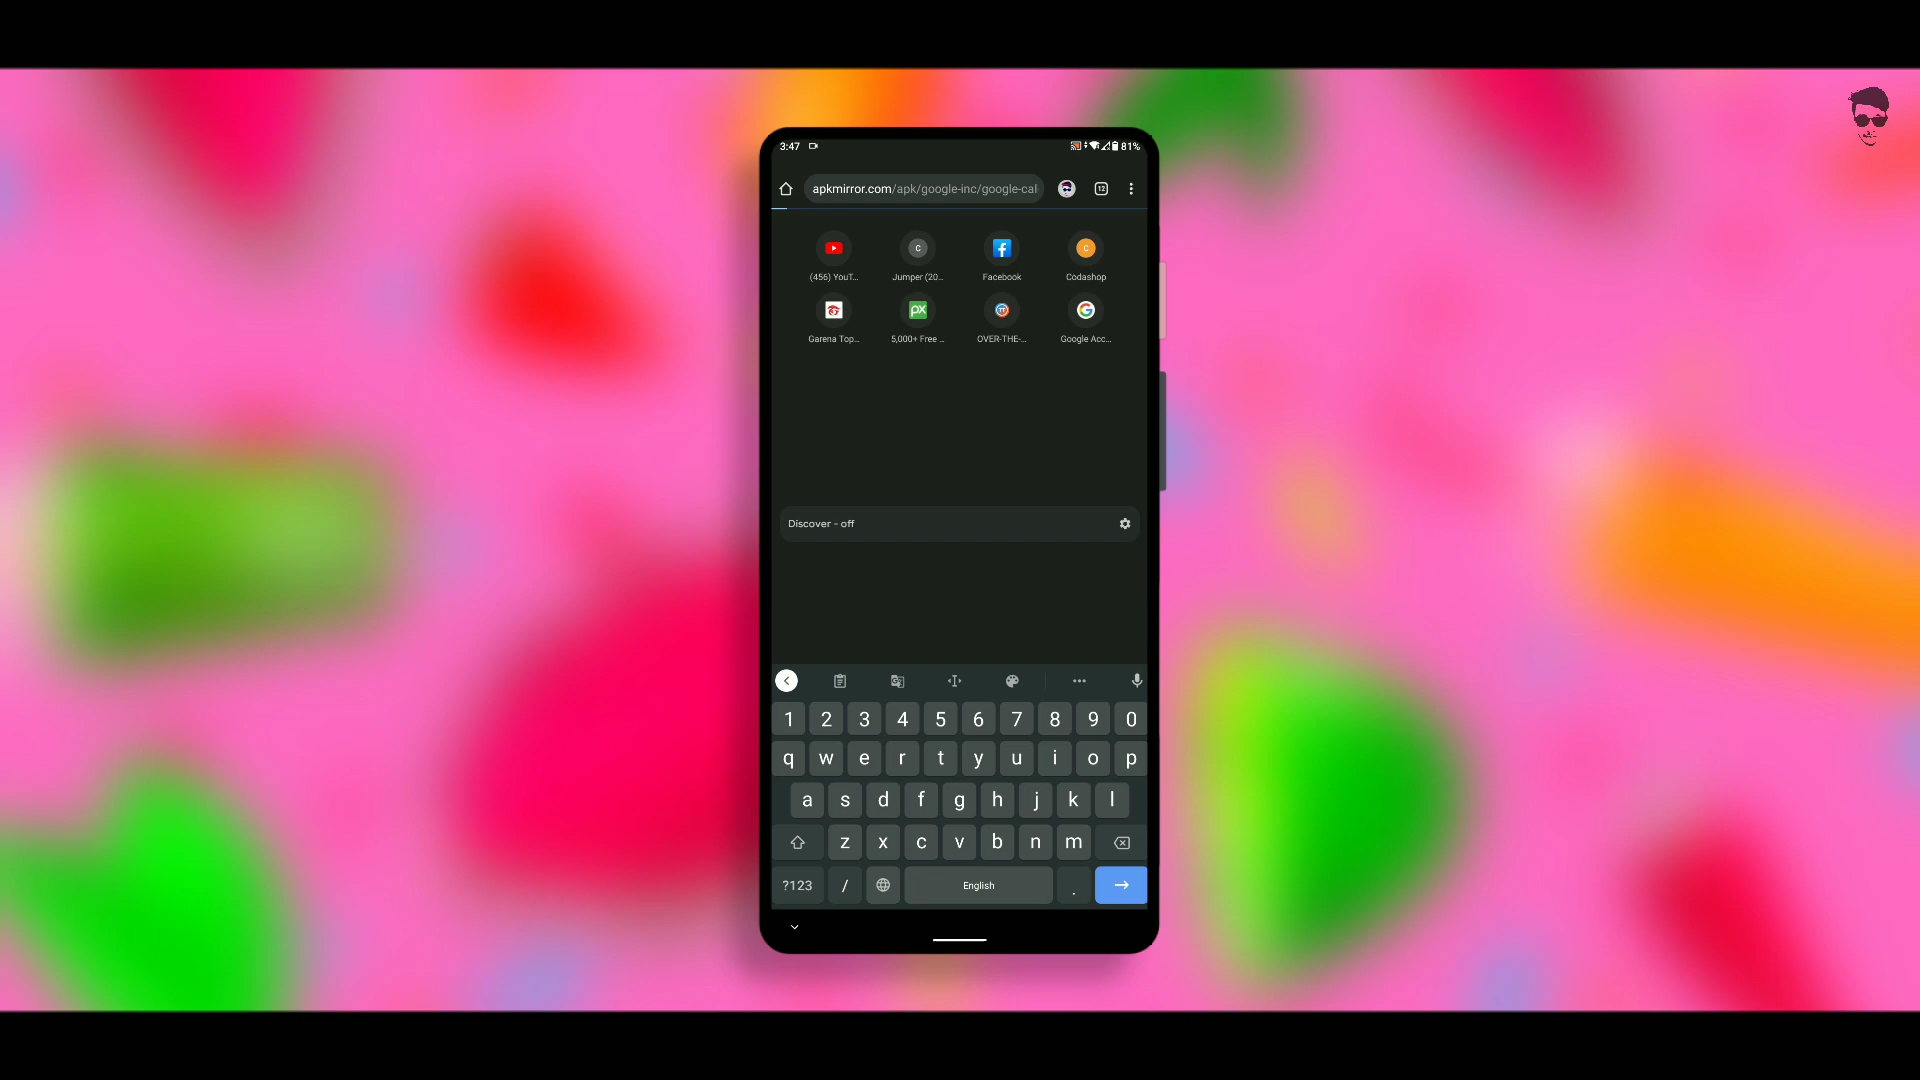 3:47
81%
apkmirror.com/apk/google-inc/google-cal
12
C
C
(456) YouT...
Jumper (20...
Facebook
Codashop
PX
Garena Top...
5,000+ Free ...
OVER-THE-...
Google Acc...
Discover – off
1 2 3 4 5 6 7 8 9 0
q w e r t y u i o p
a s d f g h j k l
z x c v b n m
?123 / English .